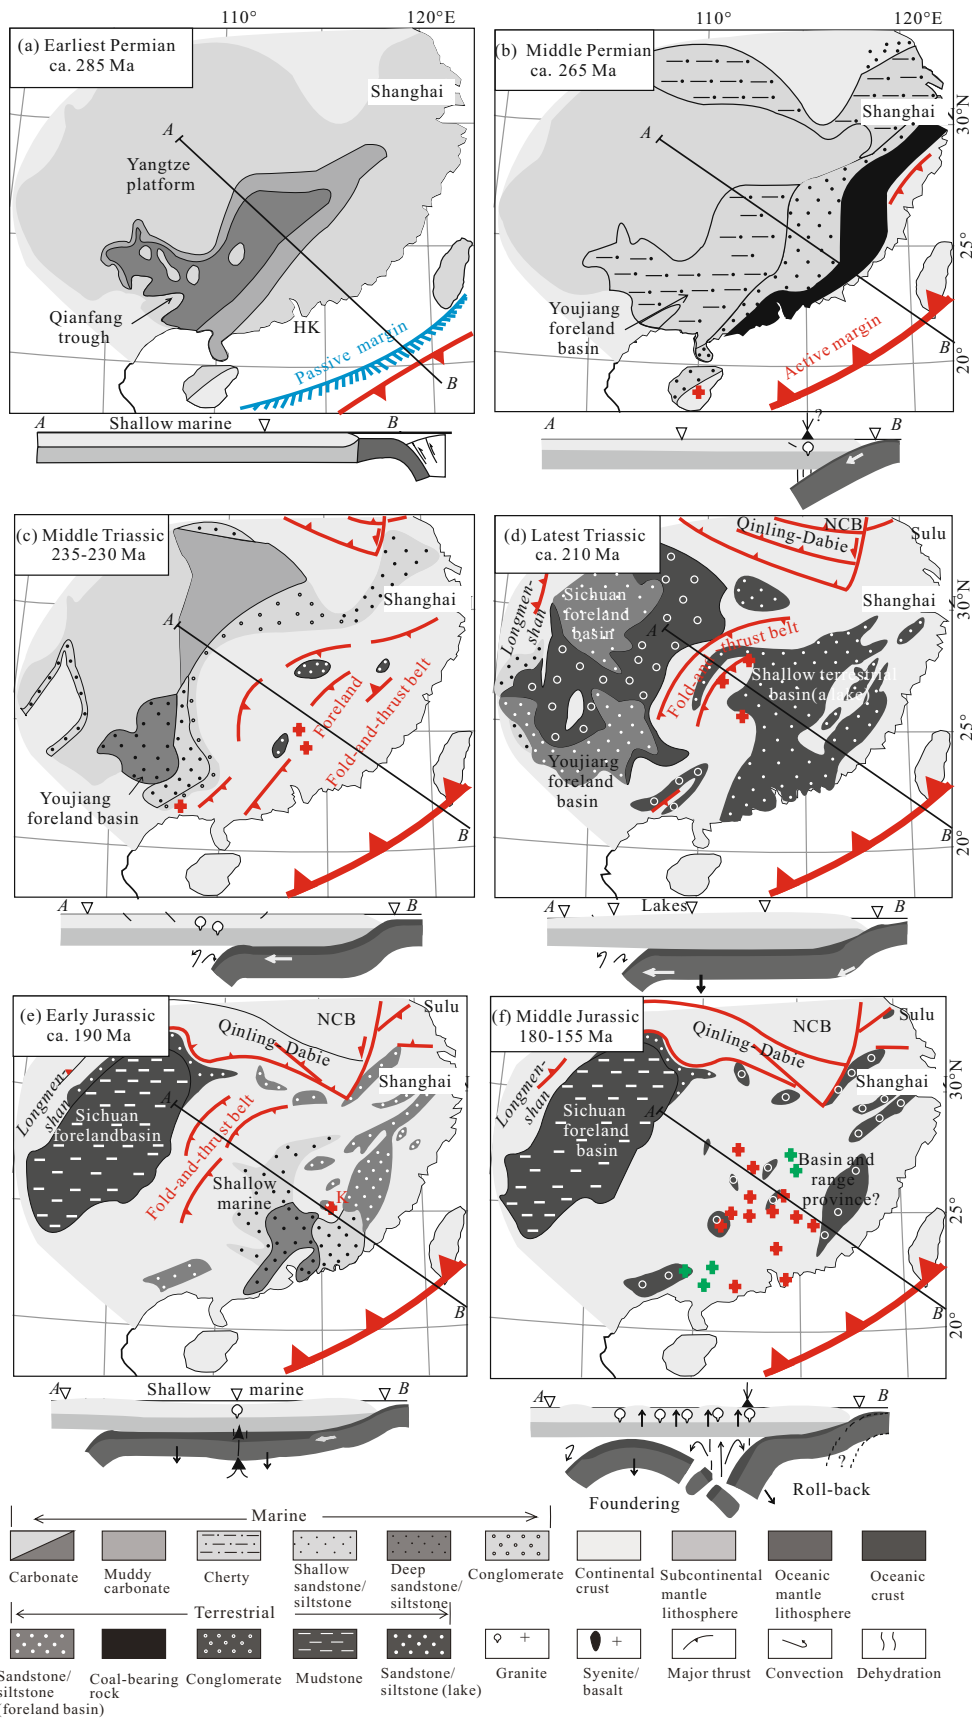 110°
120°E
110°
120°E
(a) Earliest Permian
ca. 285 Ma
Shanghai
A
Yangtze
platform
Qianfang
trough
HK
Passive margin
B
A
Shallow marine
B
(b) Middle Permian
ca. 265 Ma
Shanghai
30°N
A
25°
Youjiang
foreland
basin
Active margin
B
20°
A
?
B
(c) Middle Triassic
235-230 Ma
Shanghai
A
Foreland
Fold-and-thrust belt
Youjiang
foreland basin
B
A
B
(d) Latest Triassic
ca. 210 Ma
Qinling-Dabie
NCB
Sulu
Longmen-
shan
Sichuan
foreland
basin
Shanghai
30°N
A
Fold-and-thrust belt
Shallow terrestrial
basin(a lake)
25°
Youjiang
foreland
basin
B
20°
A
Lakes
B
(e) Early Jurassic
ca. 190 Ma
NCB
Sulu
Qinling-Dabie
Longmen-
shan
Shanghai
A
Sichuan
forelandbasin
Fold-and-thrust belt
Shallow
marine
K
B
A
Shallow marine
B
(f) Middle Jurassic
180-155 Ma
NCB
Sulu
Qinling-Dabie
Longmen-
shan
Shanghai
30°N
A
Sichuan
foreland
basin
Basin and
range
province?
25°
B
20°
A
B
?
Foundering
Roll-back
Marine
Carbonate
Muddy
carbonate
Cherty
Shallow
sandstone/
siltstone
Deep
sandstone/
siltstone
Conglomerate
Continental
crust
Subcontinental
mantle
lithosphere
Oceanic
mantle
lithosphere
Oceanic
crust
Terrestrial
Sandstone/
siltstone
(foreland basin)
Coal-bearing
rock
Conglomerate
Mudstone
Sandstone/
siltstone (lake)
Granite
Syenite/
basalt
Major thrust
Convection
Dehydration